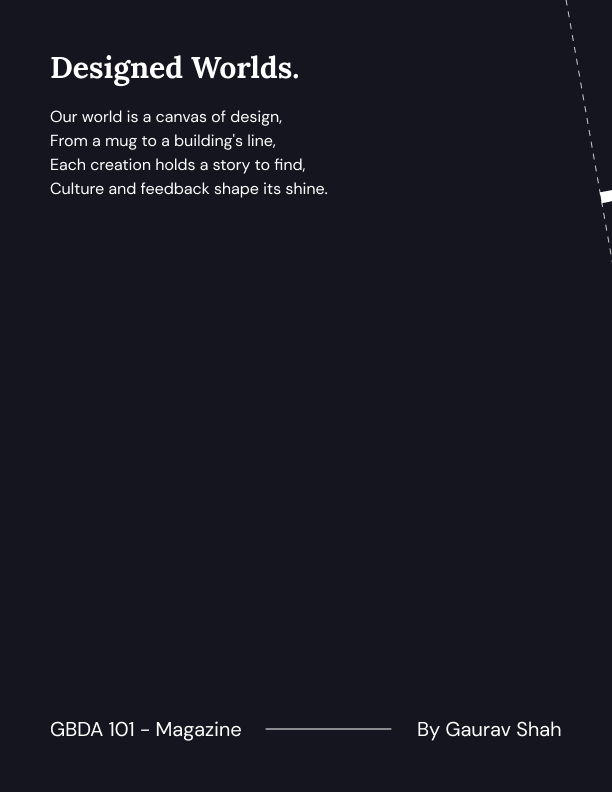 Designed Worlds.
Our world is a canvas of design,
From a mug to a building's line,
Each creation holds a story to find,
Culture and feedback shape its shine.
GBDA 101 - Magazine
By Gaurav Shah